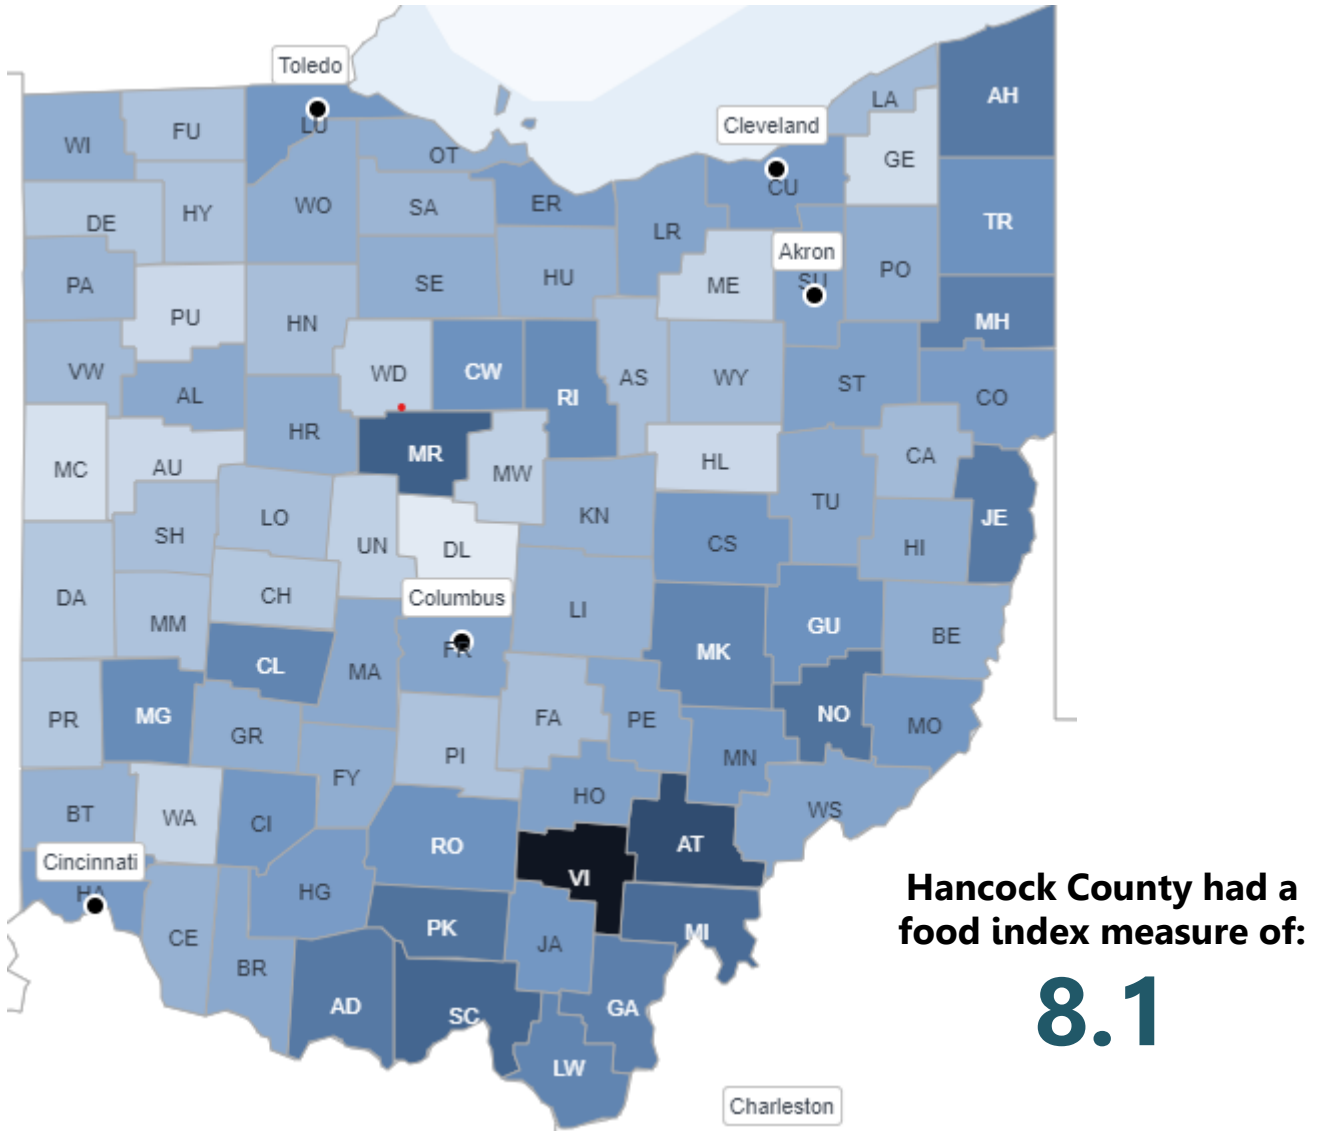 Toledo
LA
AH
LU
Cleveland
WI
FU
OT
GE
CU
DE
HY
WO
SA
ER
LR
TR
Akron
PA
SE
HU
ME
SU
PO
PU
HN
MH
VW
WD
CW
AS
WY
ST
AL
RI
CO
HR
MR
MC
AU
MW
HL
CA
SH
LO
UN
DL
KN
CS
TU
HI
JE
DA
CH
Columbus
LI
MM
GU
BE
FR
MK
CL
MA
PR
MG
FA
PE
NO
MO
GR
PI
MN
FY
HO
BT
WA
CI
WS
RO
AT
Cincinnati
VI
HA
HG
CE
PK
JA
MI
BR
AD
SC
GA
LW
Charleston
Hancock County had a
food index measure of:
8.1